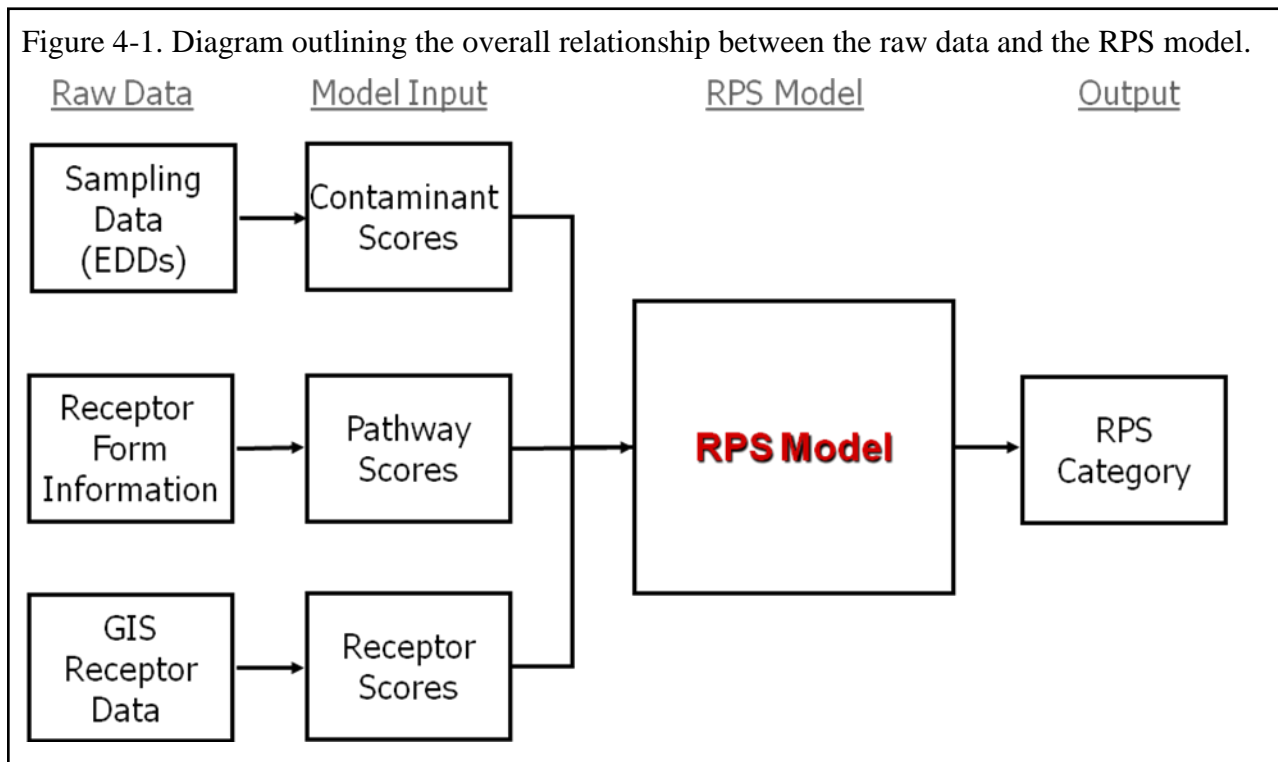 Figure 4-1. Diagram outlining the overall relationship between the raw data and the RPS model.
Raw Data
Model Input
RPS Model
Output
Sampling
Data
(EDDs)
Contaminant
Scores
Receptor
Form
Information
Pathway
Scores
RPS Model
RPS
Category
GIS
Receptor
Data
Receptor
Scores